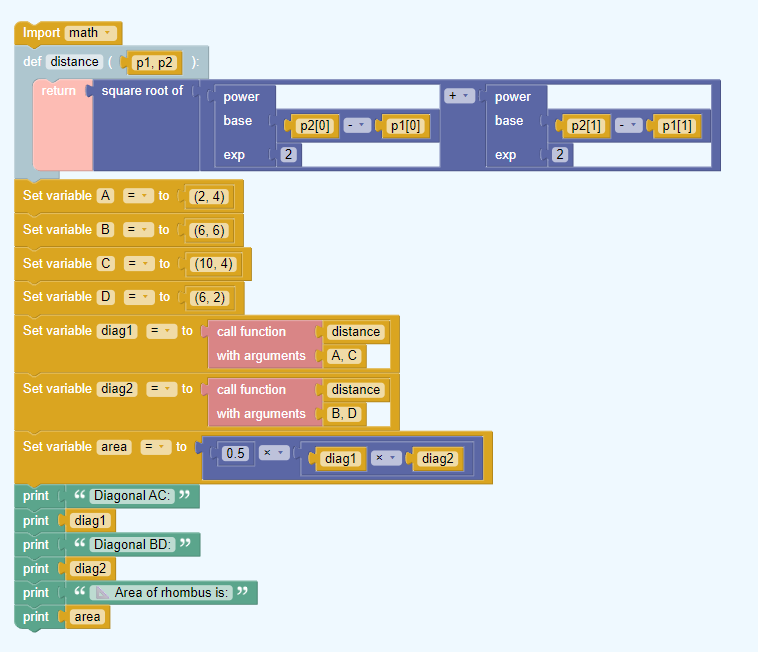 Import math
def distance ( p1, p2 ):
return square root of power + power
base p2[0] - p1[0] base p2[1] - p1[1]
exp 2 exp 2
Set variable A = to (2, 4)
Set variable B = to (6, 6)
Set variable C = to (10, 4)
Set variable D = to (6, 2)
Set variable diag1 = to call function distance
with arguments A, C
Set variable diag2 = to call function distance
with arguments B, D
Set variable area = to 0.5 × diag1 × diag2
print “ Diagonal AC: ”
print diag1
print “ Diagonal BD: ”
print diag2
print “ 📐 Area of rhombus is: ”
print area